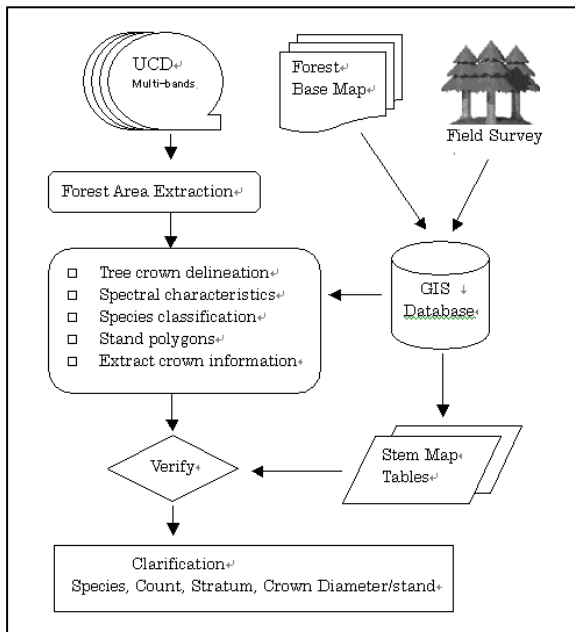 UCD
Multi-bands
Forest
Base Map
Field Survey
Forest Area Extraction
Tree crown delineation
Spectral characteristics
Species classification
Stand polygons
Extract crown information
GIS
Database
Verify
Stem Map
Tables
Clarification
Species, Count, Stratum, Crown Diameter/stand